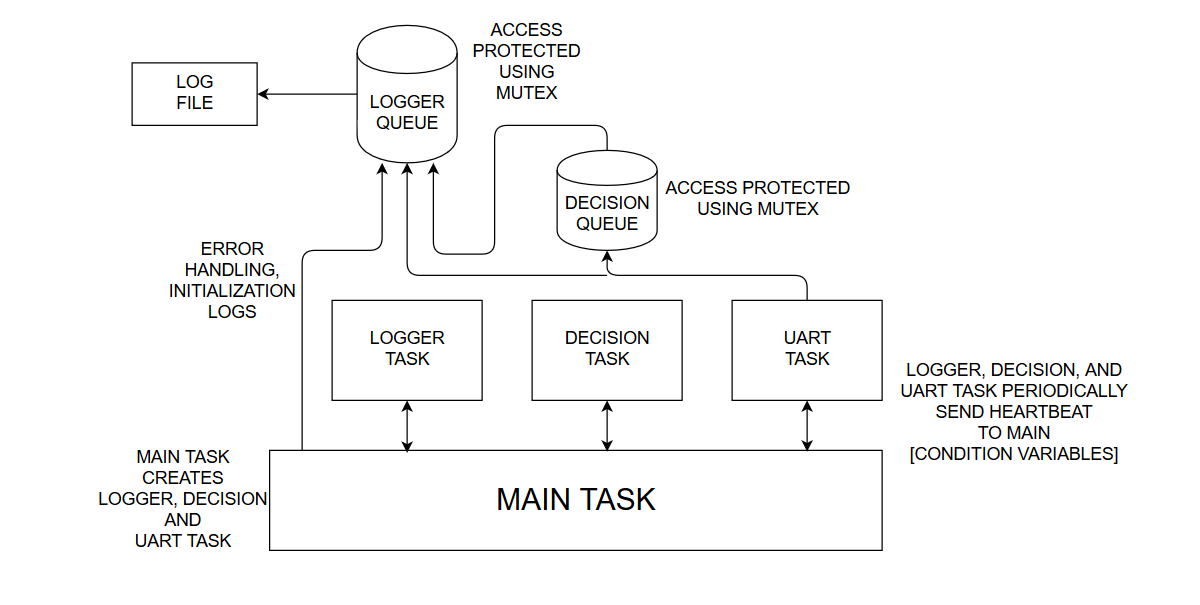 ACCESS
PROTECTED
USING
MUTEX
LOG
FILE
LOGGER
QUEUE
DECISION
QUEUE
ACCESS PROTECTED
USING MUTEX
ERROR
HANDLING,
INITIALIZATION
LOGS
LOGGER
TASK
DECISION
TASK
UART
TASK
LOGGER, DECISION, AND
UART TASK PERIODICALLY
SEND HEARTBEAT
TO MAIN
[CONDITION VARIABLES]
MAIN TASK
CREATES
LOGGER, DECISION
AND
UART TASK
MAIN TASK